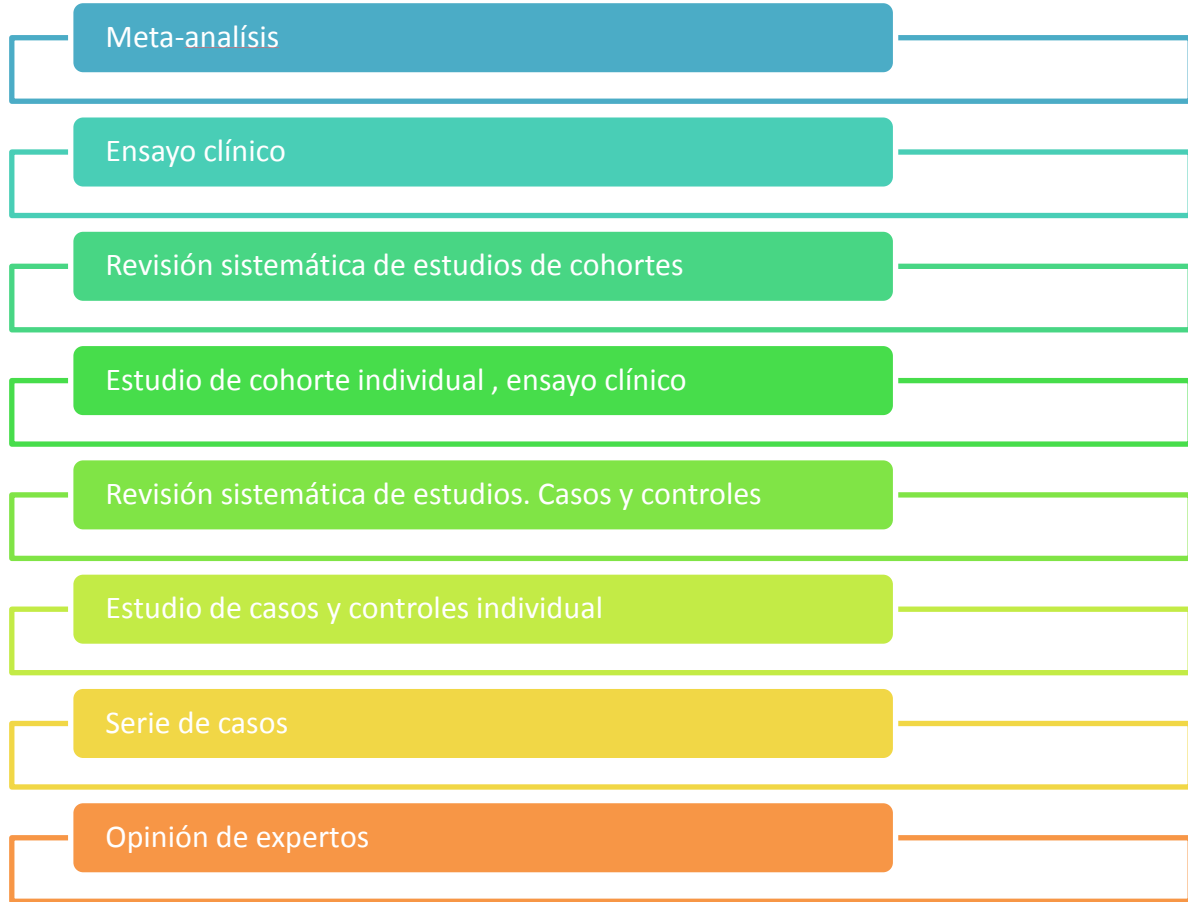 Meta-analísis
Ensayo clínico
Revisión sistemática de estudios de cohortes
Estudio de cohorte individual , ensayo clínico
Revisión sistemática de estudios. Casos y controles
Estudio de casos y controles individual
Serie de casos
Opinión de expertos